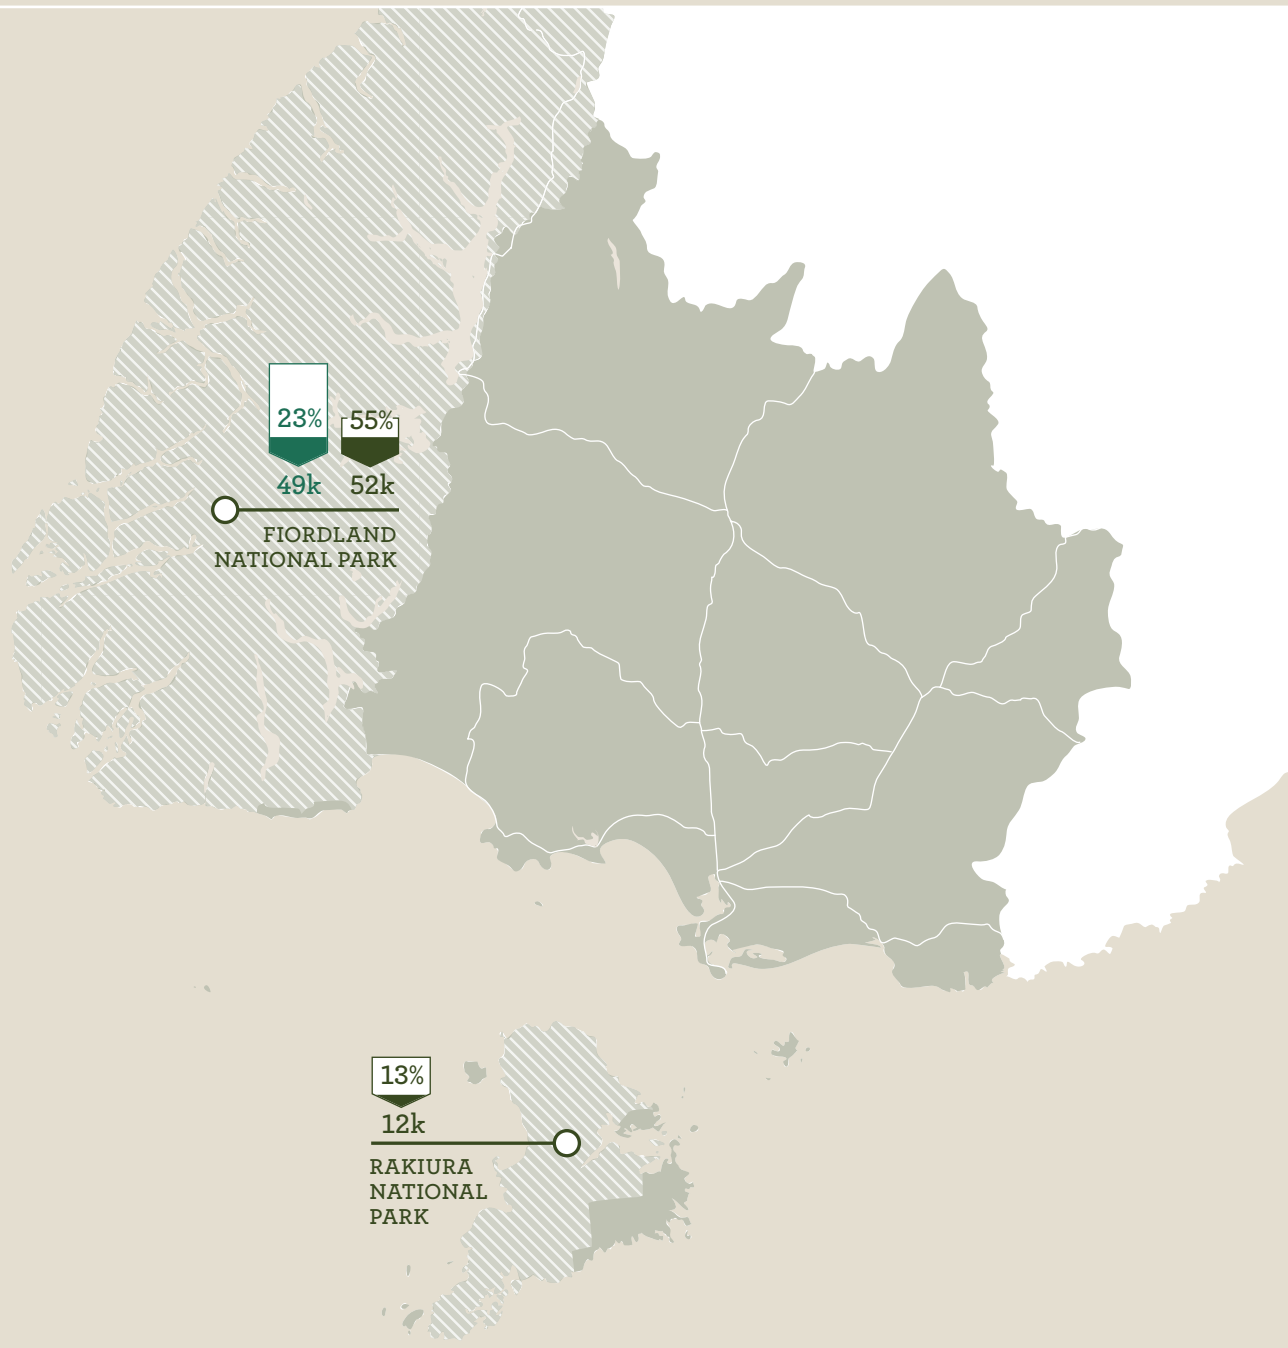 23%
55%
49k
52k
FIORDLAND
NATIONAL PARK
13%
12k
RAKIURA
NATIONAL
PARK